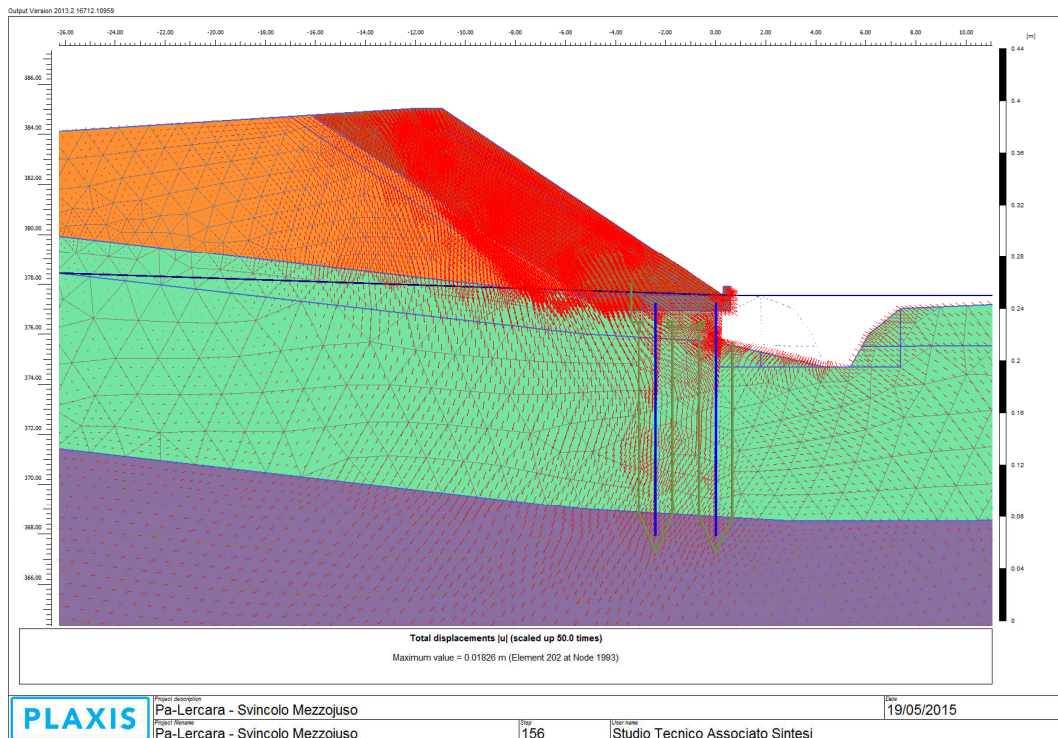 Output Version 2013.2.16712.10959
-26.00 -24.00 -22.00 -20.00 -18.00 -16.00 -14.00 -12.00 -10.00 -8.00 -6.00 -4.00 -2.00 0.00 2.00 4.00 6.00 8.00 10.00
[m]
0.44
0.4
0.36
0.32
0.28
0.24
0.2
0.16
0.12
0.08
0.04
0
386.00
384.00
382.00
380.00
378.00
376.00
374.00
372.00
370.00
368.00
366.00
Total displacements |u| (scaled up 50.0 times)
Maximum value = 0.01826 m (Element 202 at Node 1993)
PLAXIS
Project description
Pa-Lercara - Svincolo Mezzojuso
Date
19/05/2015
Project filename
Pa-Lercara - Svincolo Mezzojuso
Step
156
User name
Studio Tecnico Associato Sintesi